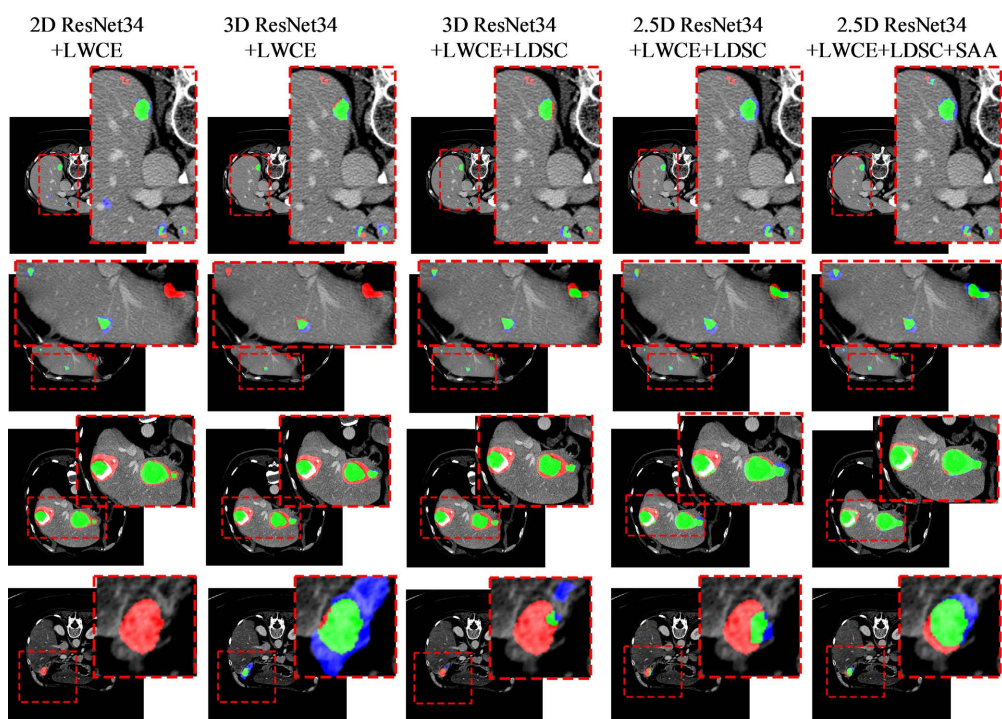 2D ResNet34
+LWCE
3D ResNet34
+LWCE
3D ResNet34
+LWCE+LDSC
2.5D ResNet34
+LWCE+LDSC
2.5D ResNet34
+LWCE+LDSC+SAA